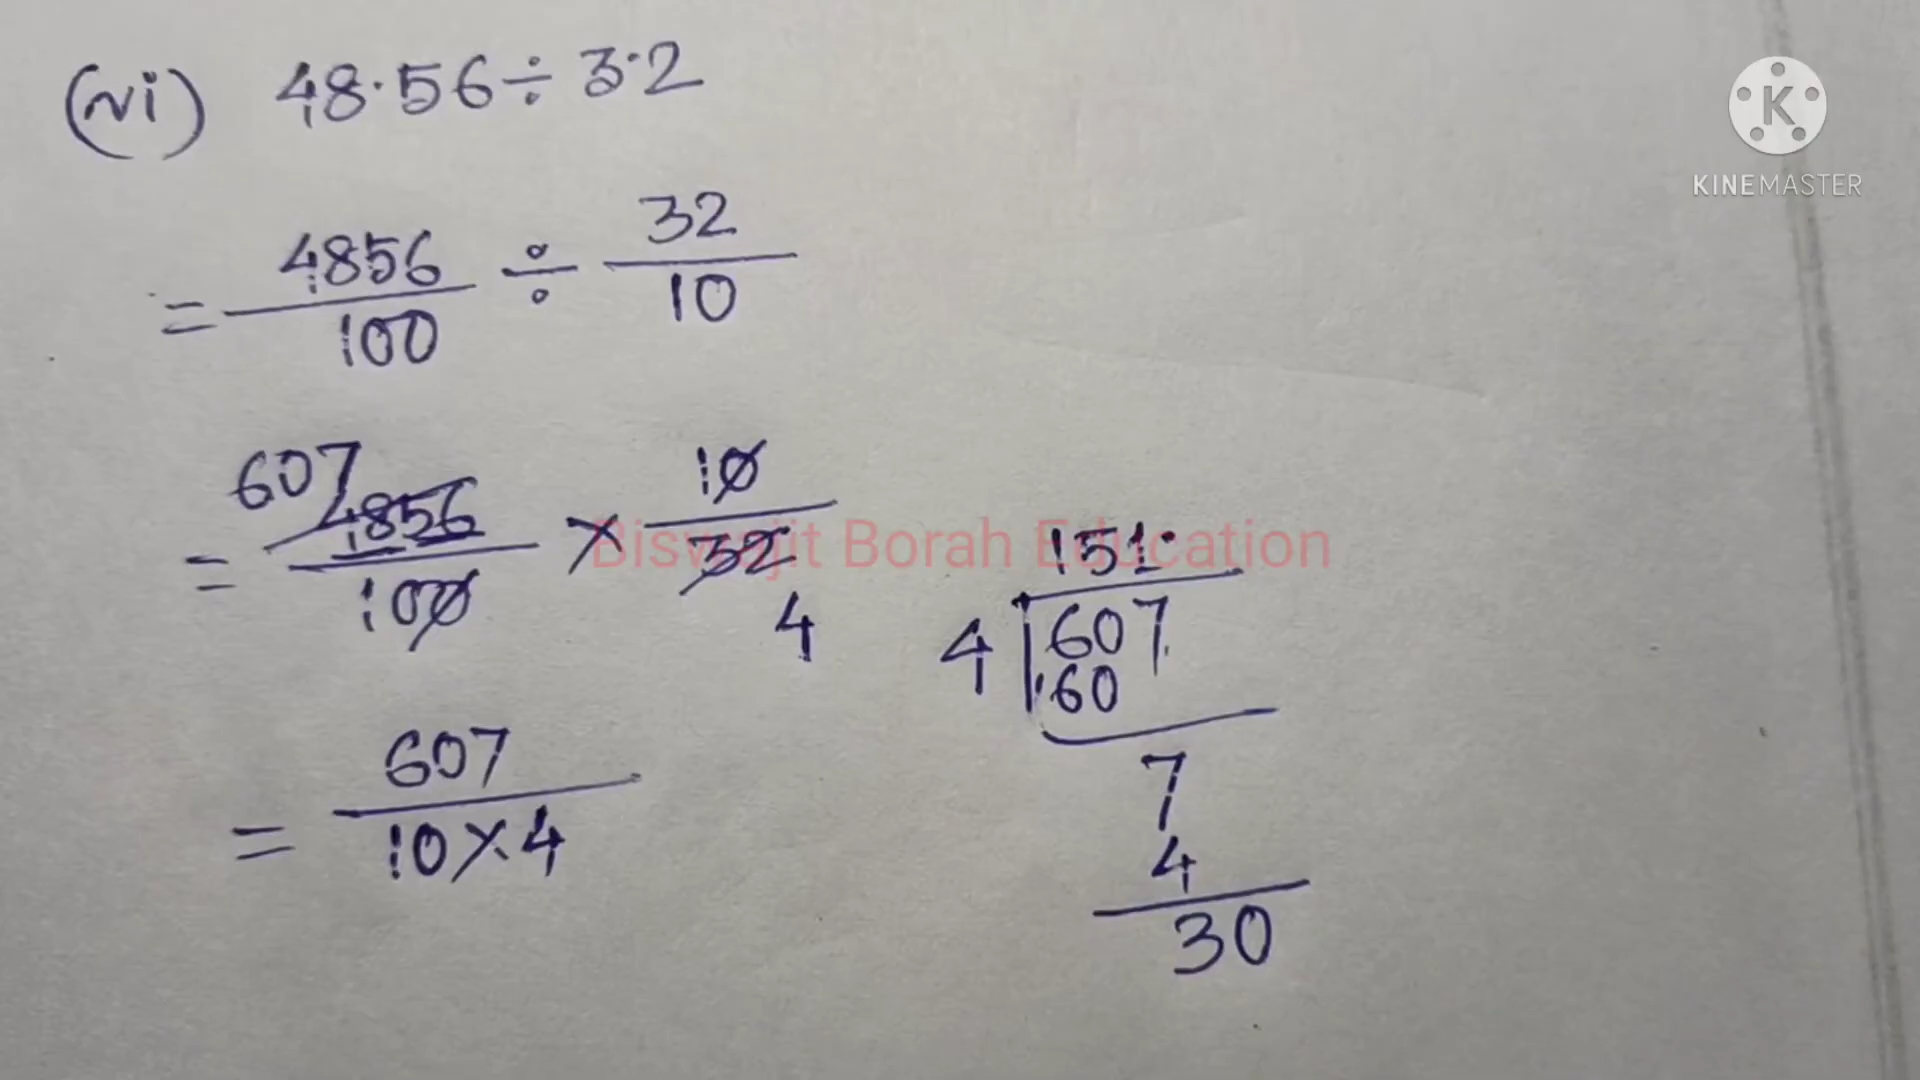 (vi) 48.56 ÷ 3.2
= 4856/100 ÷ 32/10
607
= 4856/100 × 10/32
4
= 607/10×4
151.
4 607
60
7
4
30
K
KINEMASTER
Biswajit Borah Education